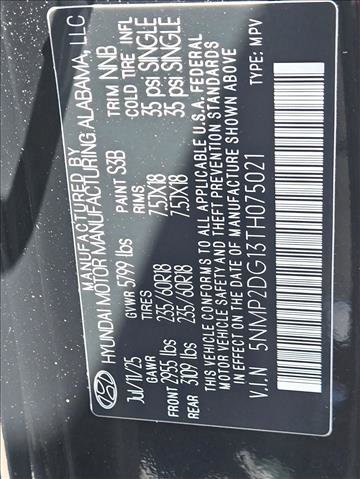 MANUFACTURED BY
HYUNDAI MOTOR MANUFACTURING ALABAMA, LLC
Jul/11/25 PAINT S3B TRIM NNB
GVWR 5799 lbs
GAWR TIRES RIMS COLD TIRE INFL
FRONT 2955 lbs 235/60R18 7.5JX18 35 psi SINGLE
REAR 3109 lbs 235/60R18 7.5JX18 35 psi SINGLE
THIS VEHICLE CONFORMS TO ALL APPLICABLE U.S.A. FEDERAL
MOTOR VEHICLE SAFETY AND BUMPER STANDARDS
AND THEFT PREVENTION STANDARDS IN EFFECT
ON THE DATE OF MANUFACTURE SHOWN ABOVE.
V.I.N 5NMP2DG13TH075021 TYPE: MPV